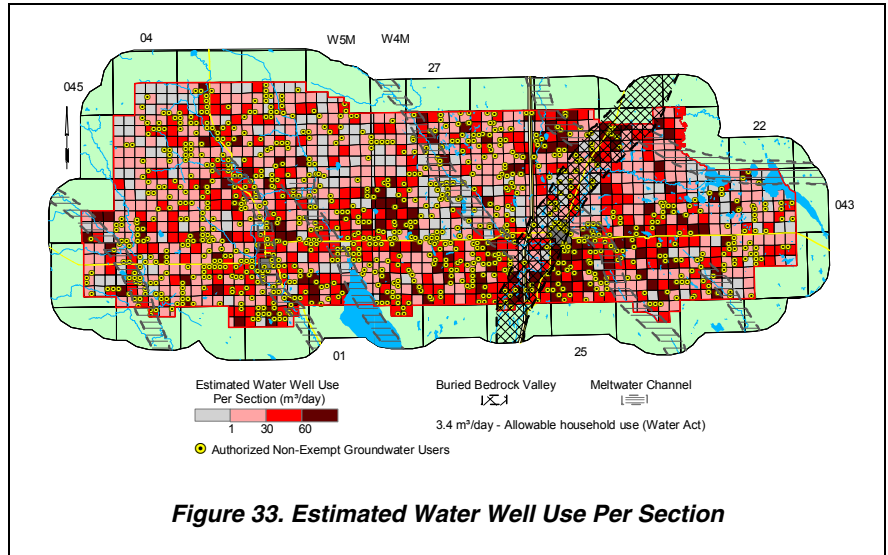 04
W5M
W4M
27
045
22
043
01
25
Estimated Water Well Use
Per Section (m³/day)
1
30
60
Authorized Non-Exempt Groundwater Users
Buried Bedrock Valley
Meltwater Channel
3.4 m³/day - Allowable household use (Water Act)
Figure 33. Estimated Water Well Use Per Section